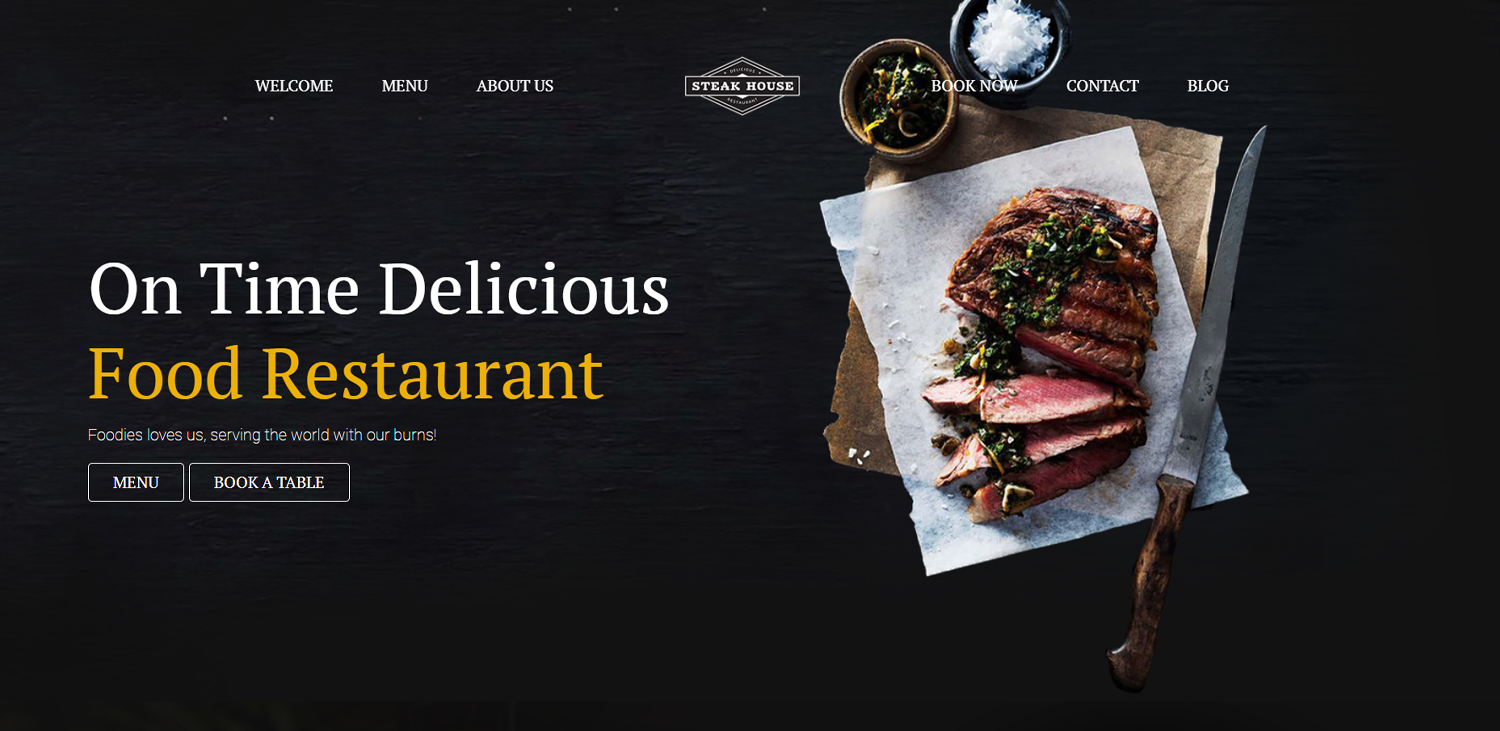 WELCOME MENU ABOUT US
DELICIOUS
STEAK HOUSE
RESTAURANT
BOOK NOW CONTACT BLOG
On Time Delicious
Food Restaurant
Foodies loves us, serving the world with our burns!
MENU BOOK A TABLE